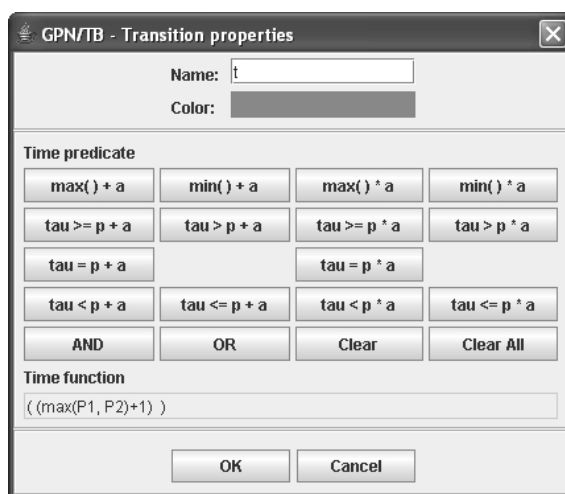 GPN/TB - Transition properties
Name: t
Color:
Time predicate
max( ) + a min( ) + a max( ) * a min( ) * a
tau >= p + a tau > p + a tau >= p * a tau > p * a
tau = p + a tau = p * a
tau < p + a tau <= p + a tau < p * a tau <= p * a
AND OR Clear Clear All
Time function
( (max(P1, P2)+1) )
OK Cancel